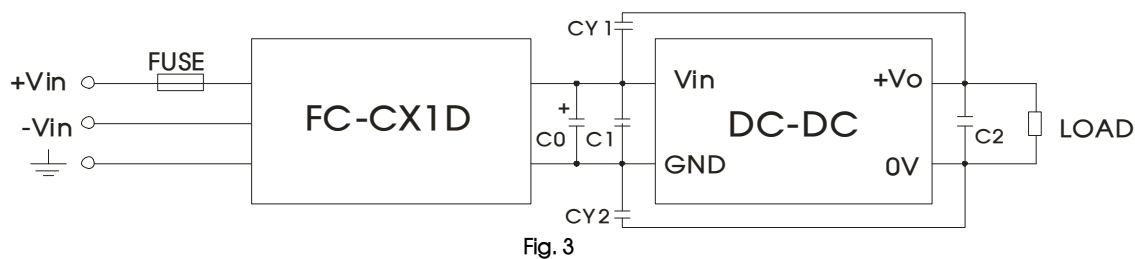 CY1
FUSE
+Vin
-Vin
FC-CX1D
+
C0
C1
Vin
GND
DC-DC
+Vo
0V
C2
LOAD
CY2
Fig. 3